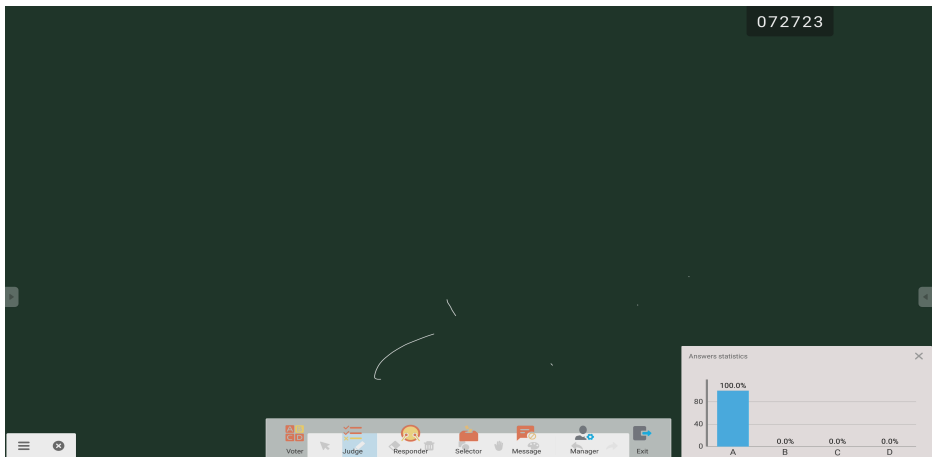 072723
Answers statistics
100.0%
80
40
0
0.0% 0.0% 0.0%
A B C D
A B
C D
Voter Judge Responder Selector Message Manager Exit